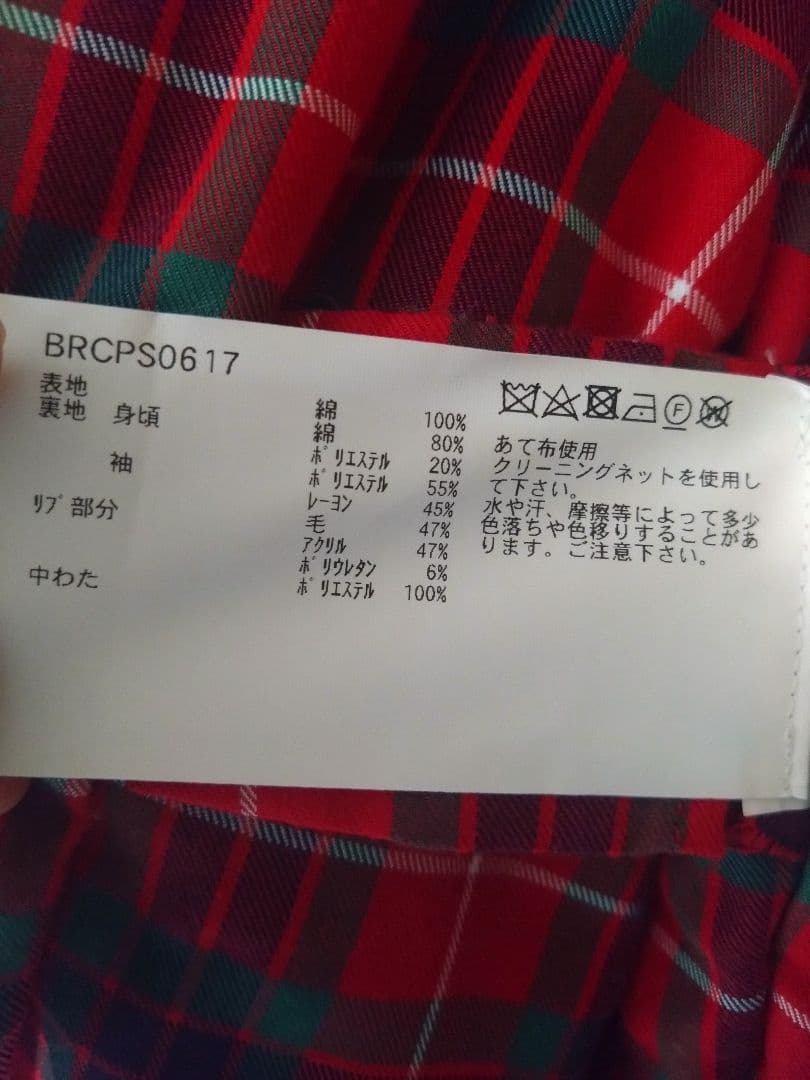 BRCPS0617
表地 綿 100%
裏地 身頃 綿 80%
ﾎﾟﾘｴｽﾃﾙ 20%
袖 ﾎﾟﾘｴｽﾃﾙ 55%
ﾚｰﾖﾝ 45%
ﾘﾌﾞ部分 毛 47%
ｱｸﾘﾙ 47%
ﾎﾟﾘｳﾚﾀﾝ 6%
中わた ﾎﾟﾘｴｽﾃﾙ 100%
F
W
あて布使用
クリーニングネットを使用し
て下さい。
水や汗、摩擦等によって多少
色落ちや色移りすることがあ
ります。ご注意下さい。